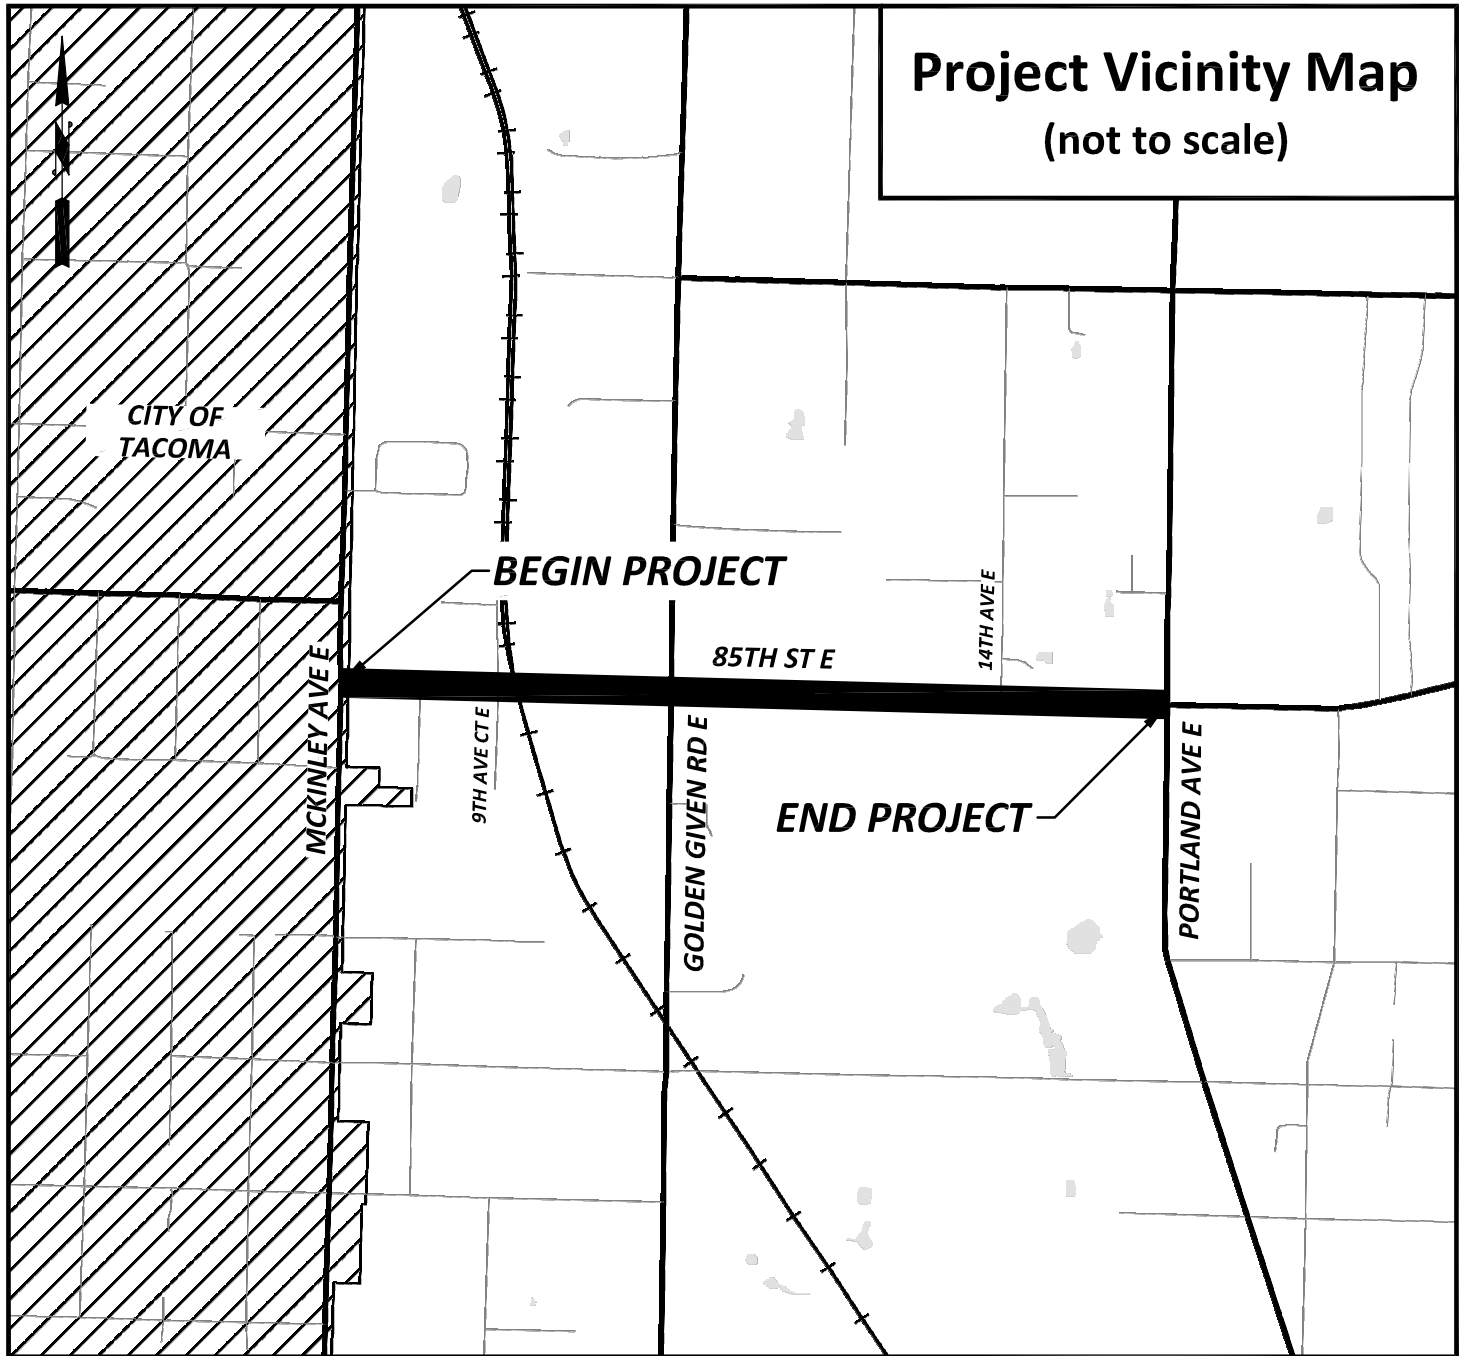 Project Vicinity Map
(not to scale)
CITY OF
TACOMA
BEGIN PROJECT
14TH AVE E
85TH ST E
MCKINLEY AVE E
9TH AVE CT E
GOLDEN GIVEN RD E
END PROJECT
PORTLAND AVE E